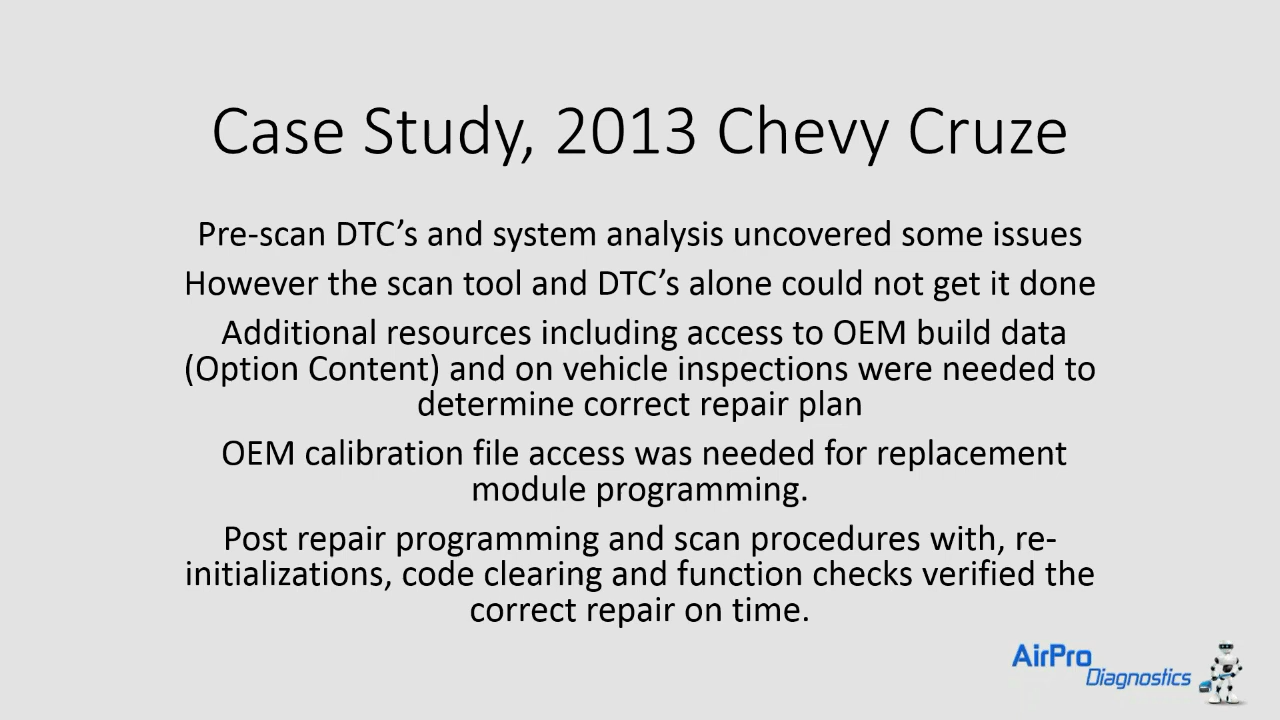 Case Study, 2013 Chevy Cruze
Pre-scan DTC’s and system analysis uncovered some issues
However the scan tool and DTC’s alone could not get it done
Additional resources including access to OEM build data
(Option Content) and on vehicle inspections were needed to
determine correct repair plan
OEM calibration file access was needed for replacement
module programming.
Post repair programming and scan procedures with, re-
initializations, code clearing and function checks verified the
correct repair on time.
AirPro
Diagnostics